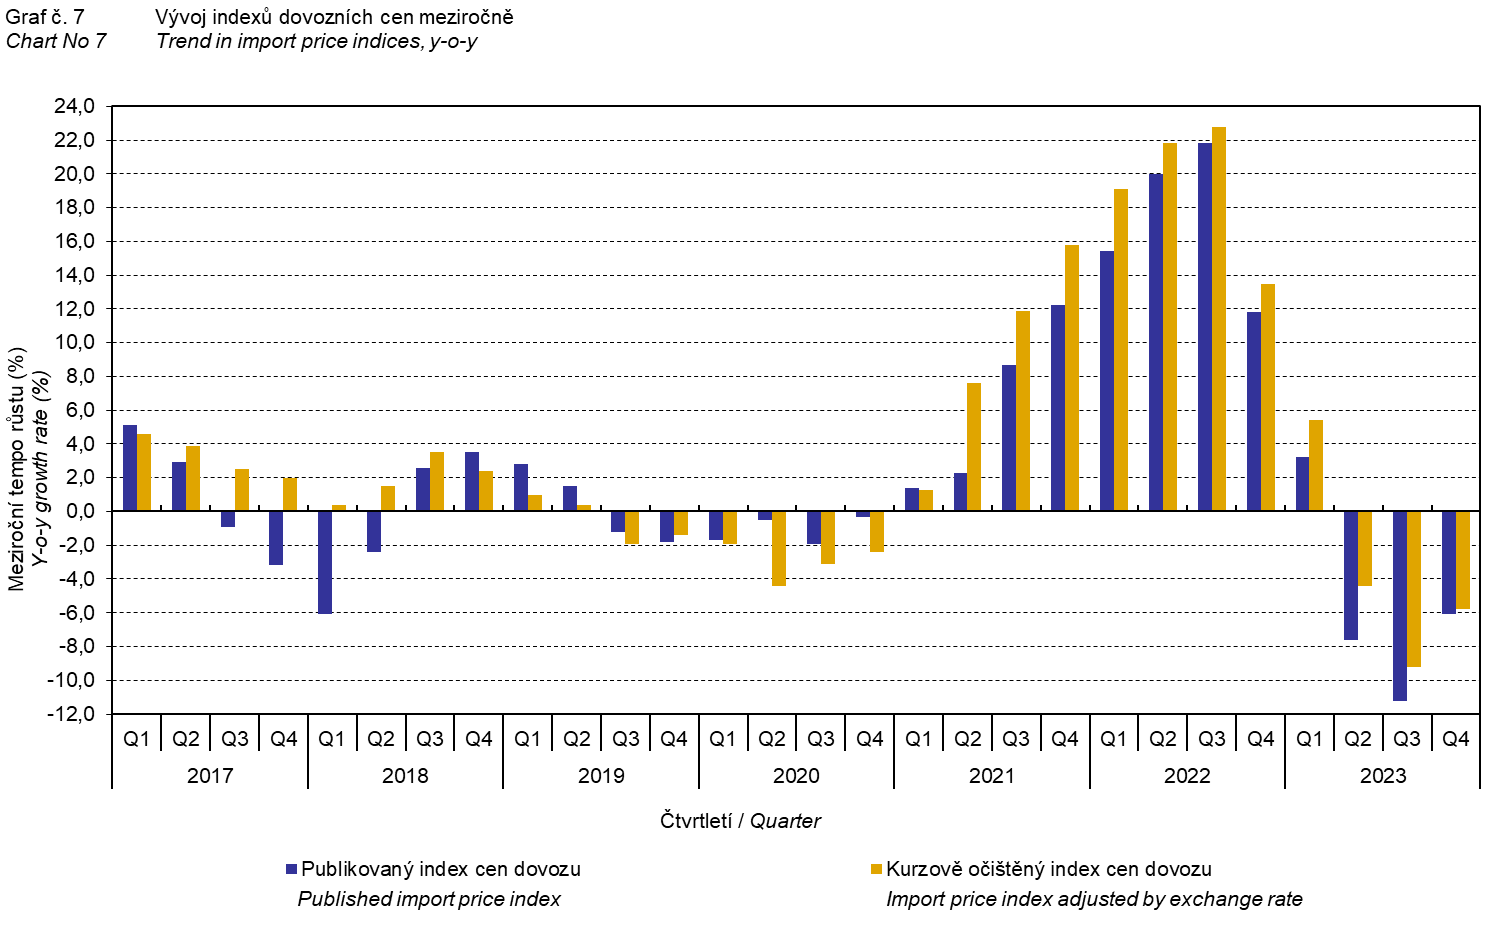 Graf č. 7 Vývoj indexů dovozních cen meziročně
Chart No 7 Trend in import price indices, y-o-y
24,0
22,0
20,0
18,0
16,0
14,0
12,0
10,0
8,0
6,0
4,0
2,0
0,0
-2,0
-4,0
-6,0
-8,0
-10,0
-12,0
Meziroční tempo růstu (%)
Y-o-y growth rate (%)
Q1 Q2 Q3 Q4 Q1 Q2 Q3 Q4 Q1 Q2 Q3 Q4 Q1 Q2 Q3 Q4 Q1 Q2 Q3 Q4 Q1 Q2 Q3 Q4 Q1 Q2 Q3 Q4
2017 2018 2019 2020 2021 2022 2023
Čtvrtletí / Quarter
Publikovaný index cen dovozu Kurzově očištěný index cen dovozu
Published import price index Import price index adjusted by exchange rate